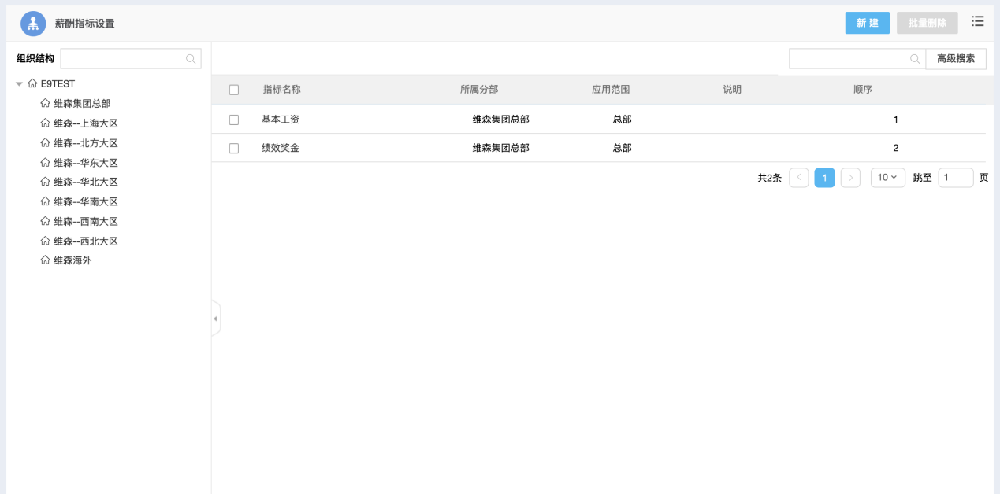 薪酬指标设置
新 建
批量删除
组织结构
高级搜索
E9TEST
维森集团总部
维森--上海大区
维森--北方大区
维森--华东大区
维森--华北大区
维森--华南大区
维森--西南大区
维森--西北大区
维森海外
指标名称 所属分部 应用范围 说明 顺序
基本工资 维森集团总部 总部 1
绩效奖金 维森集团总部 总部 2
共2条 1 10 跳至 1 页